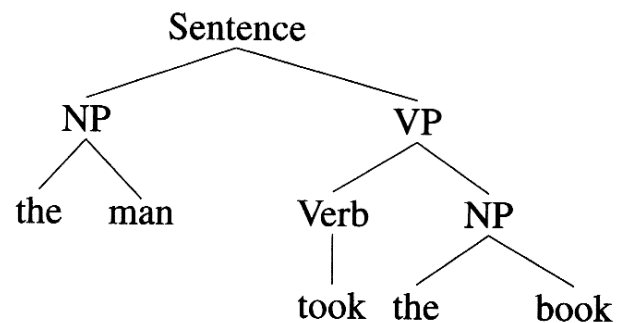 Sentence
NP VP
the man Verb NP
took the book